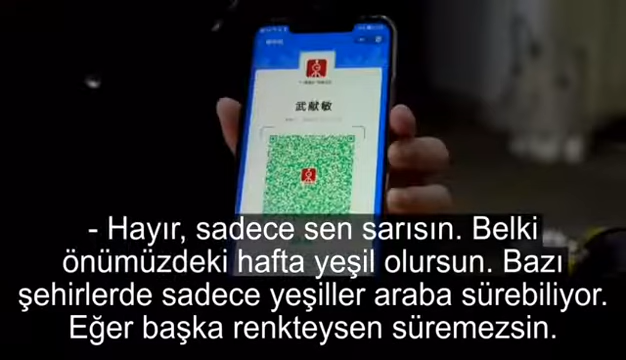 武献敏
- Hayır, sadece sen sarısın. Belki
önümüzdeki hafta yeşil olursun. Bazı
şehirlerde sadece yeşiller araba sürebiliyor.
Eğer başka renkteysen süremezsin.